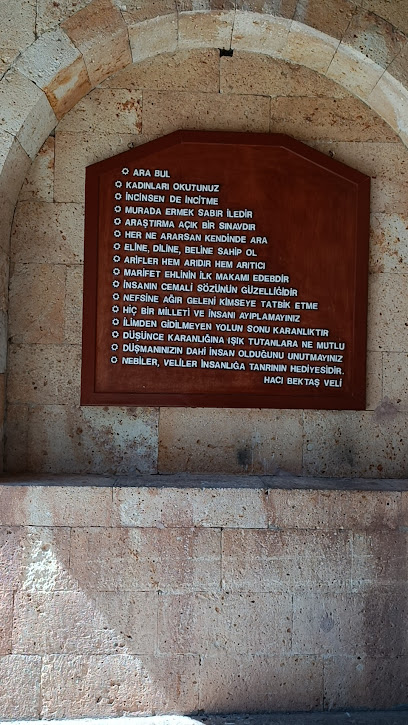 ARA BUL
KADINLARI OKUTUNUZ
İNCİNSEN DE İNCİTME
MURADA ERMEK SABIR İLEDİR
ARAŞTIRMA AÇIK BİR SINAVDIR
HER NE ARARSAN KENDİNDE ARA
ELİNE, DİLİNE, BELİNE SAHİP OL
ARİFLER HEM ARIDIR HEM ARITICI
MARİFET EHLİNİN İLK MAKAMI EDEBDİR
İNSANIN CEMALİ SÖZÜNÜN GÜZELLİĞİDİR
NEFSİNE AĞIR GELENİ KİMSEYE TATBİK ETME
HİÇ BİR MİLLETİ VE İNSANI AYIPLAMAYINIZ
İLİMDEN GİDİLMEYEN YOLUN SONU KARANLIKTIR
DÜŞÜNCE KARANLIĞINA IŞIK TUTANLARA NE MUTLU
DÜŞMANINIZIN DAHİ İNSAN OLDUĞUNU UNUTMAYINIZ
NEBİLER, VELİLER İNSANLIĞA TANRININ HEDİYESİDİR.
HACI BEKTAŞ VELİ